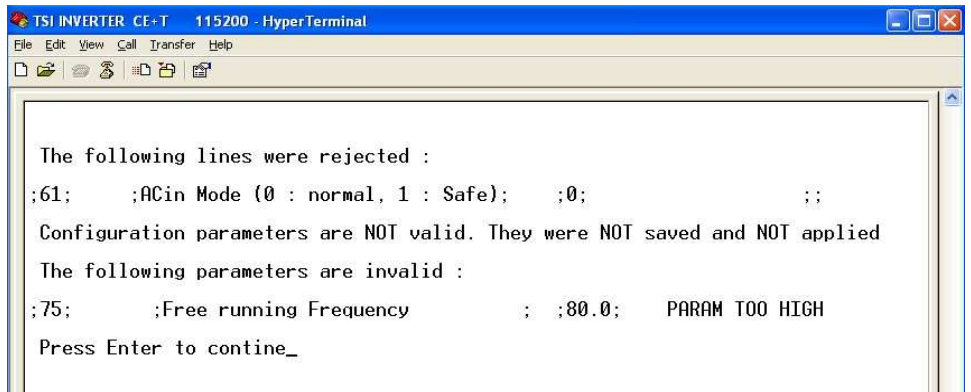 TSI INVERTER CE+T 115200 - HyperTerminal
File Edit View Call Transfer Help
The following lines were rejected :
;61; ;ACin Mode (0 : normal, 1 : Safe); ;0; ;;
Configuration parameters are NOT valid. They were NOT saved and NOT applied
The following parameters are invalid :
;75; ;Free running Frequency ; ;80.0; PARAM TOO HIGH
Press Enter to contine_